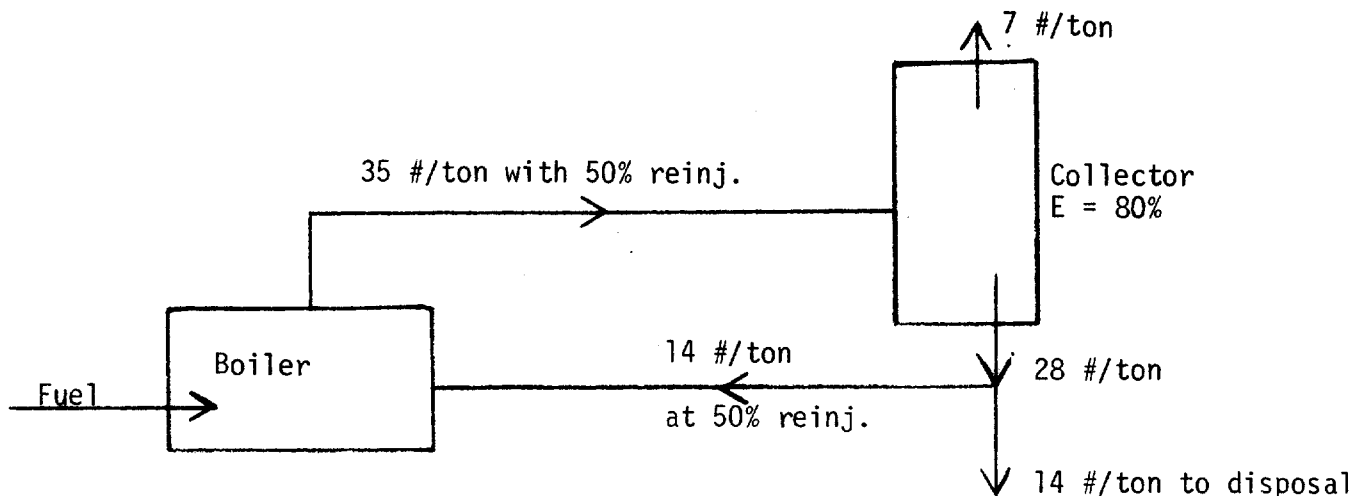 7 #/ton
35 #/ton with 50% reinj.
Collector
E = 80%
Boiler
14 #/ton
at 50% reinj.
28 #/ton
Fuel
14 #/ton to disposal